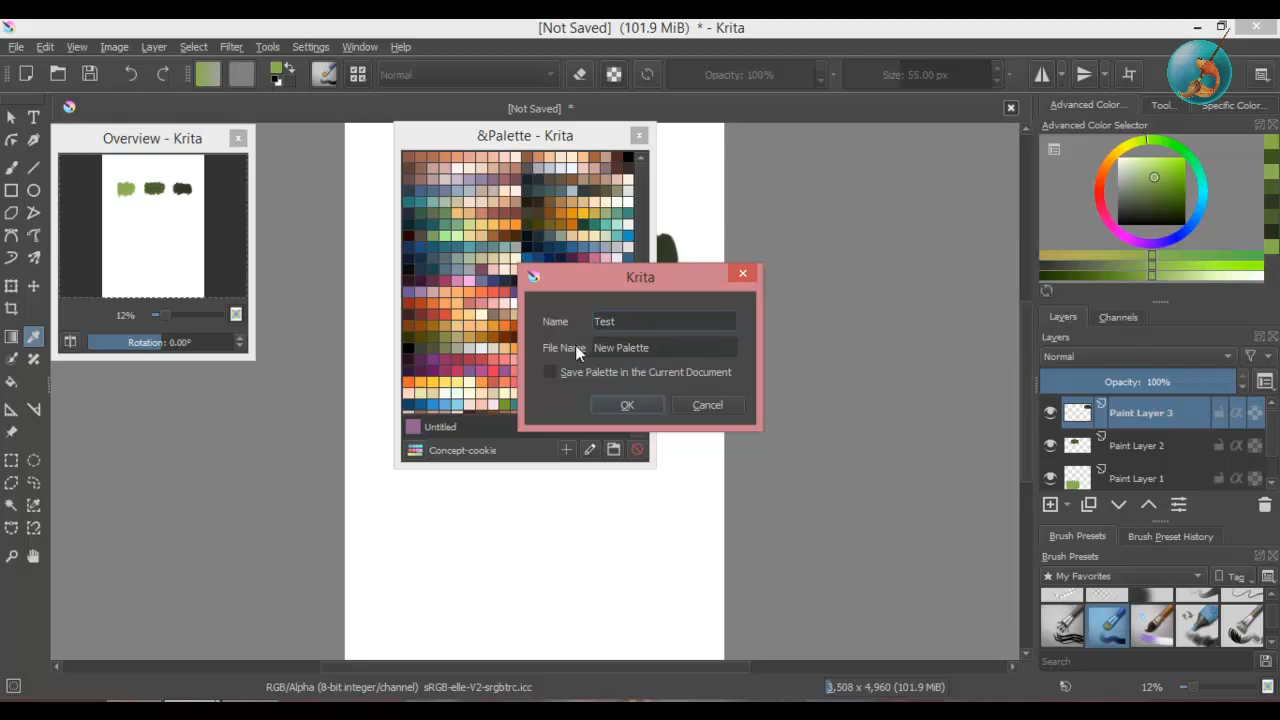 [Not Saved] (101.9 MiB) * - Krita
File Edit View Image Layer Select Filter Tools Settings Window Help
Normal
Opacity: 100%
Size: 55.00 px
[Not Saved] *
Advanced Color... Tool... Specific Color...
Advanced Color Selector
Overview - Krita
12%
Rotation: 0.00°
&Palette - Krita
Untitled
Concept-cookie
Krita
Name Test
File Name New Palette
Save Palette in the Current Document
OK Cancel
Layers Channels
Layers
Normal
Opacity: 100%
Paint Layer 3
Paint Layer 2
Paint Layer 1
Brush Presets Brush Preset History
Brush Presets
★ My Favorites Tag
Search
RGB/Alpha (8-bit integer/channel) sRGB-elle-V2-srgbtrc.icc
3,508 x 4,960 (101.9 MiB)
12%